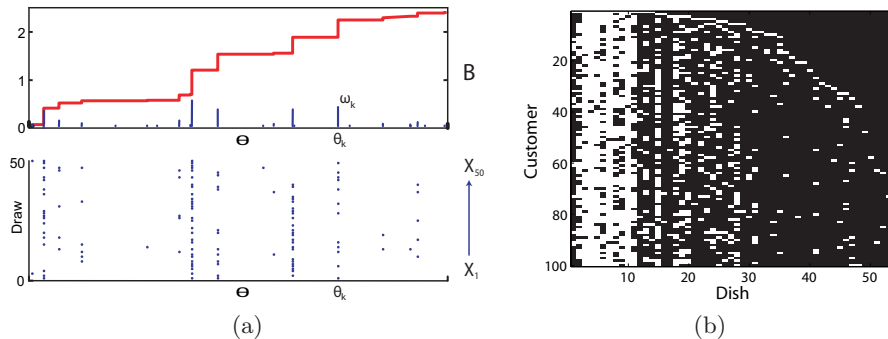 2
1
0
B
ω_k
Θ
θ_k
50
Draw
0
X_50
X_1
Θ
θ_k
(a)
Customer
20
40
60
80
100
10 20 30 40 50
Dish
(b)